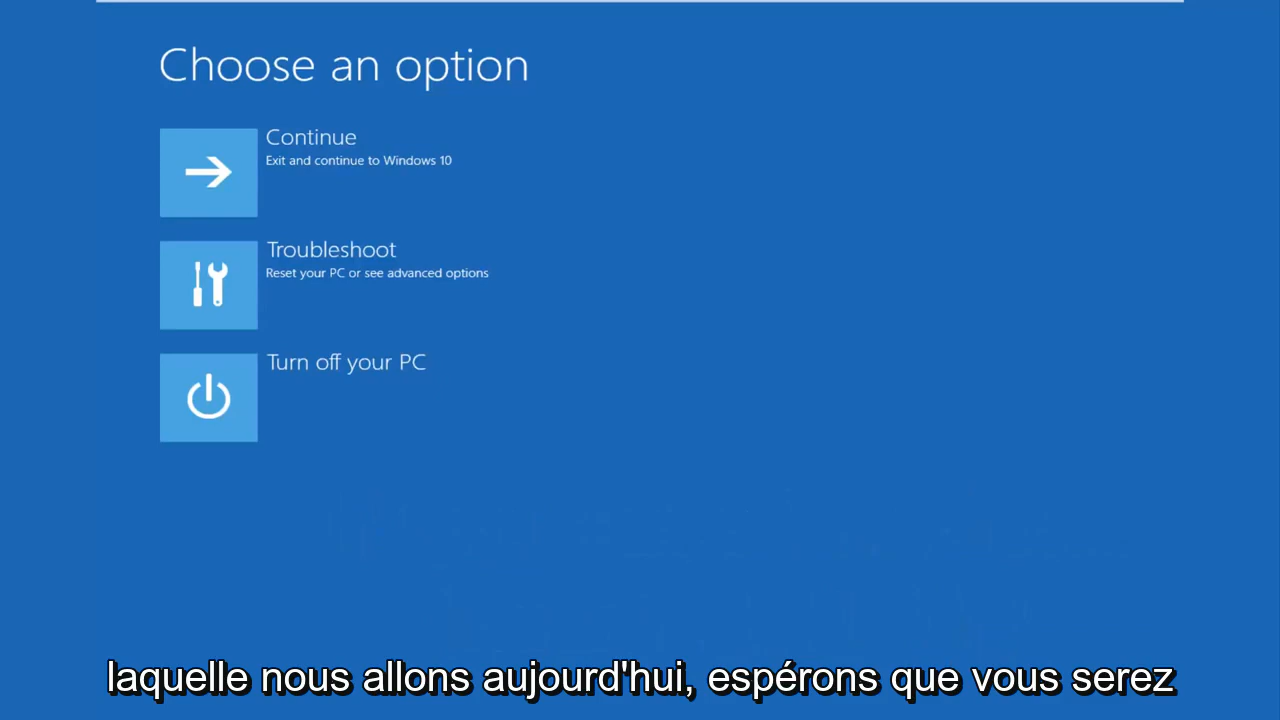 Choose an option
Continue
Exit and continue to Windows 10
Troubleshoot
Reset your PC or see advanced options
Turn off your PC
laquelle nous allons aujourd'hui, espérons que vous serez